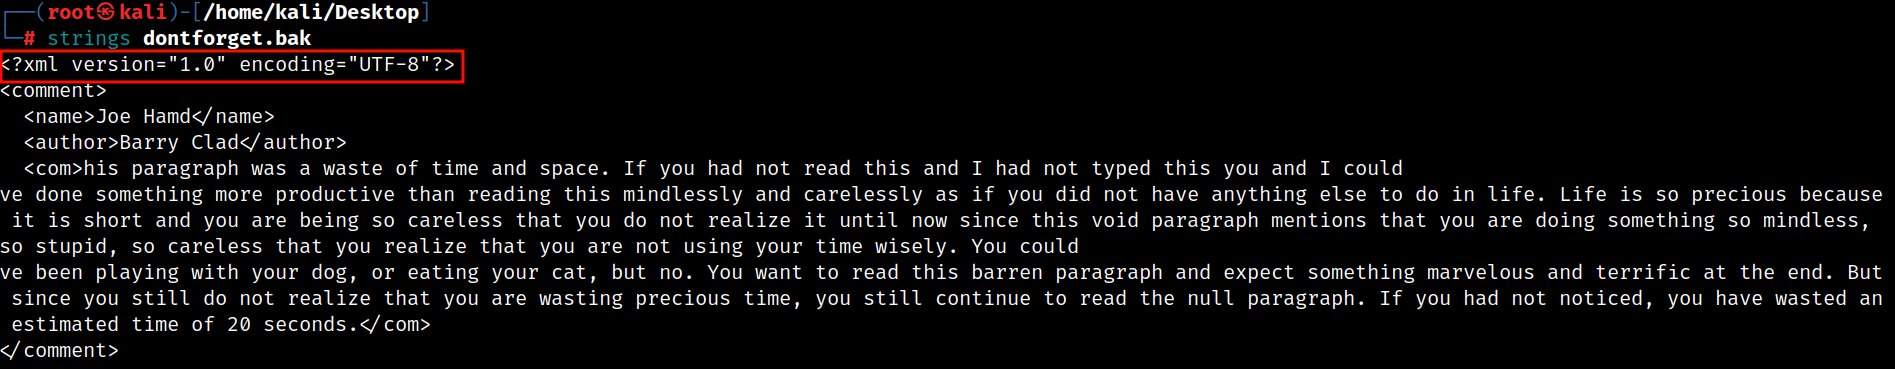 ┌──(root㉿kali)-[/home/kali/Desktop]
└─# strings dontforget.bak
<?xml version="1.0" encoding="UTF-8"?>
<comment>
  <name>Joe Hamd</name>
  <author>Barry Clad</author>
  <com>his paragraph was a waste of time and space. If you had not read this and I had not typed this you and I could
ve done something more productive than reading this mindlessly and carelessly as if you did not have anything else to do in life. Life is so precious because
 it is short and you are being so careless that you do not realize it until now since this void paragraph mentions that you are doing something so mindless,
so stupid, so careless that you realize that you are not using your time wisely. You could
ve been playing with your dog, or eating your cat, but no. You want to read this barren paragraph and expect something marvelous and terrific at the end. But
 since you still do not realize that you are wasting precious time, you still continue to read the null paragraph. If you had not noticed, you have wasted an
 estimated time of 20 seconds.</com>
</comment>